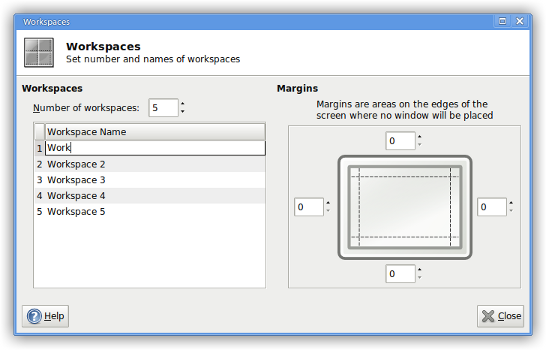 Workspaces
Workspaces
Set number and names of workspaces
Workspaces
Number of workspaces: 5
Workspace Name
1 Work
2 Workspace 2
3 Workspace 3
4 Workspace 4
5 Workspace 5
Margins
Margins are areas on the edges of the
screen where no window will be placed
0
0
0
0
Help
Close